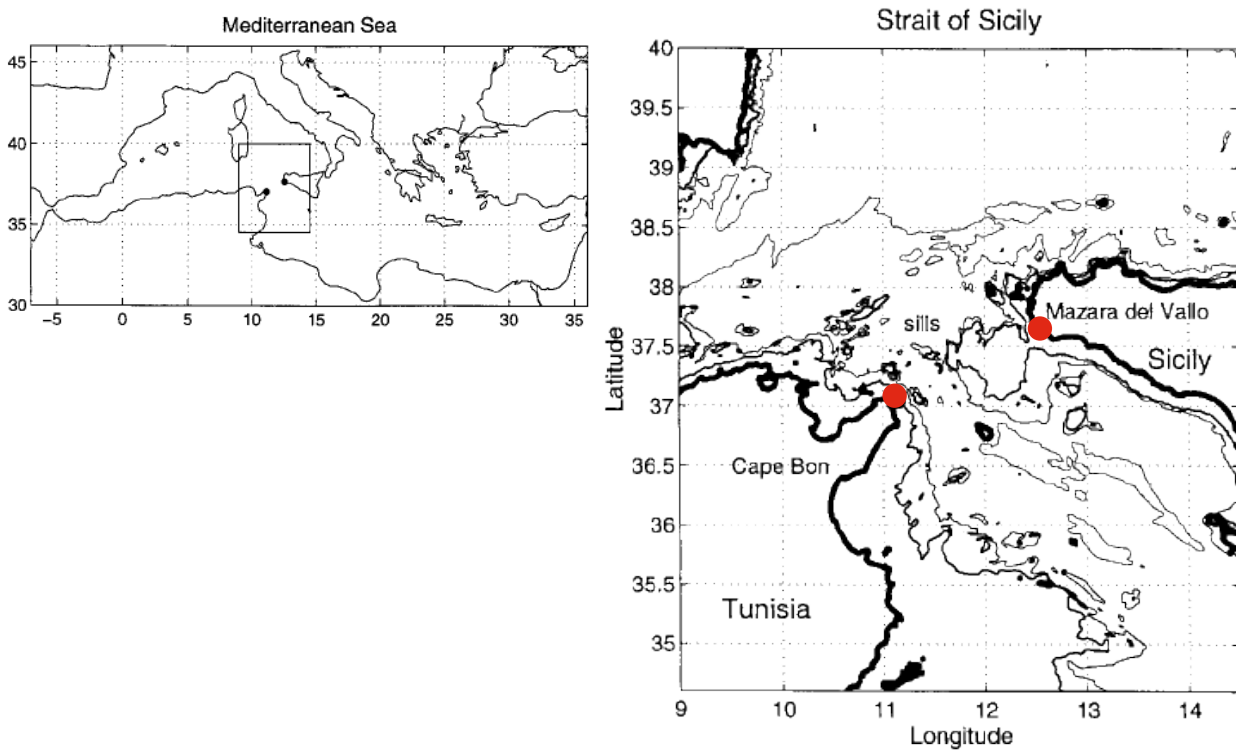 Mediterranean Sea
45
40
35
30
−5 0 5 10 15 20 25 30 35
Strait of Sicily
40
39.5
39
38.5
38
37.5
37
36.5
36
35.5
35
Latitude
Mazara del Vallo
sills
Sicily
Cape Bon
Tunisia
9 10 11 12 13 14
Longitude